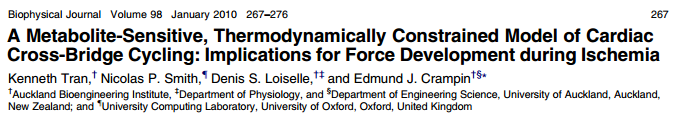 Biophysical Journal Volume 98 January 2010 267–276 267
A Metabolite-Sensitive, Thermodynamically Constrained Model of Cardiac
Cross-Bridge Cycling: Implications for Force Development during Ischemia
Kenneth Tran,† Nicolas P. Smith,¶ Denis S. Loiselle,†‡ and Edmund J. Crampin†§*
†Auckland Bioengineering Institute, ‡Department of Physiology, and §Department of Engineering Science, University of Auckland, Auckland,
New Zealand; and ¶University Computing Laboratory, University of Oxford, Oxford, United Kingdom